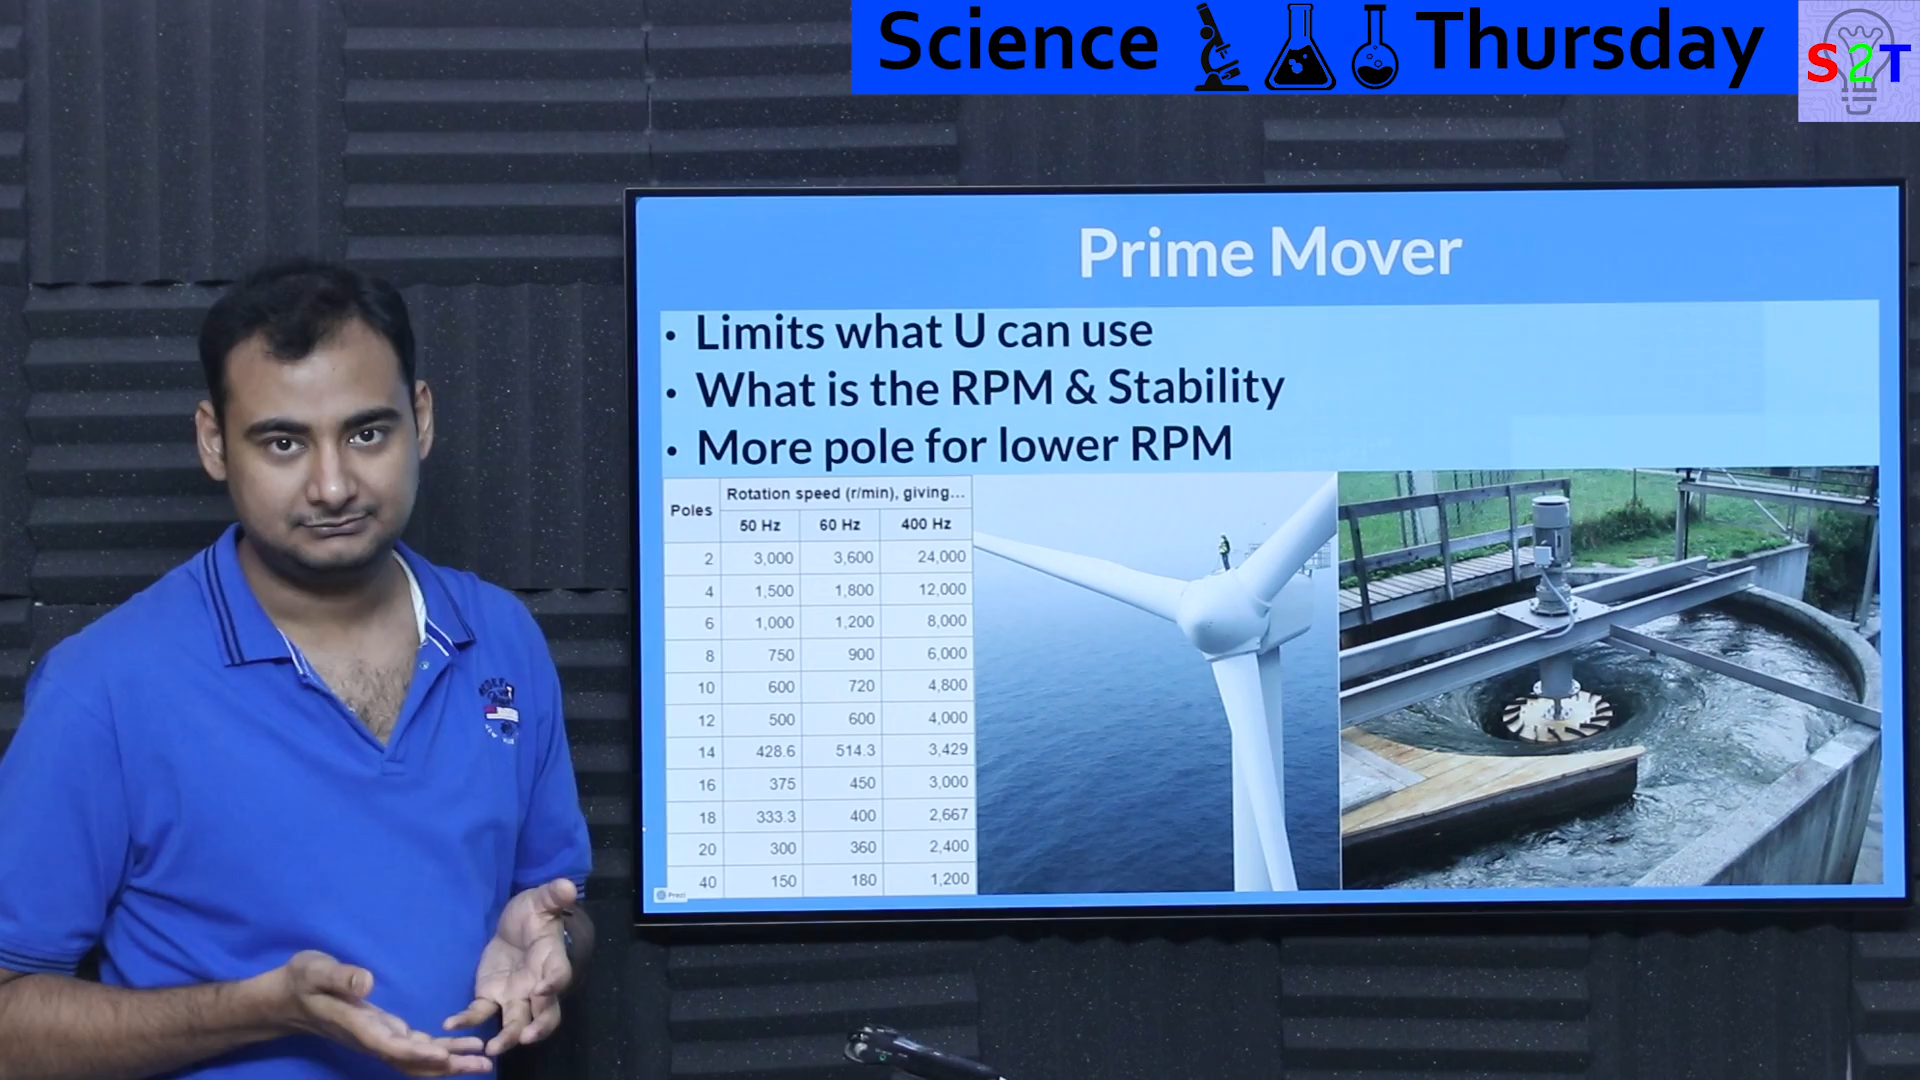 Science Thursday
S2T
Prime Mover
• Limits what U can use
• What is the RPM & Stability
• More pole for lower RPM
Poles Rotation speed (r/min), giving...
50 Hz 60 Hz 400 Hz
2 3,000 3,600 24,000
4 1,500 1,800 12,000
6 1,000 1,200 8,000
8 750 900 6,000
10 600 720 4,800
12 500 600 4,000
14 428.6 514.3 3,429
16 375 450 3,000
18 333.3 400 2,667
20 300 360 2,400
40 150 180 1,200
Prezi